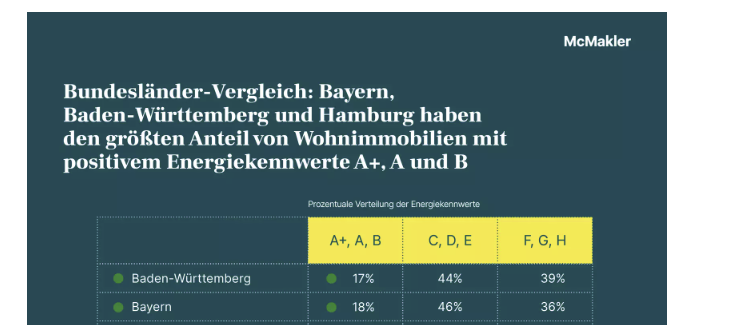 McMakler
Bundesländer-Vergleich: Bayern,
Baden-Württemberg und Hamburg haben
den größten Anteil von Wohnimmobilien mit
positivem Energiekennwerte A+, A und B
Prozentuale Verteilung der Energiekennwerte
A+, A, B C, D, E F, G, H
Baden-Württemberg 17% 44% 39%
Bayern 18% 46% 36%